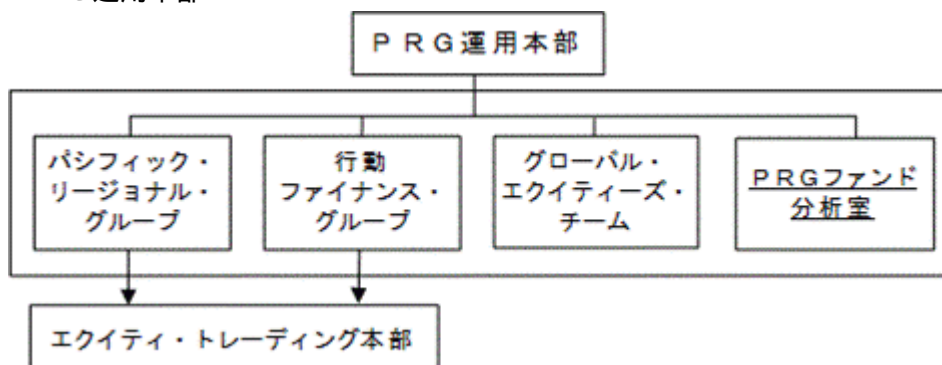 PRG運用本部
パシフィック・
リージョナル・
グループ
行動
ファイナンス・
グループ
グローバル・
エクイティーズ・
チーム
PRGファンド
分析室
エクイティ・トレーディング本部